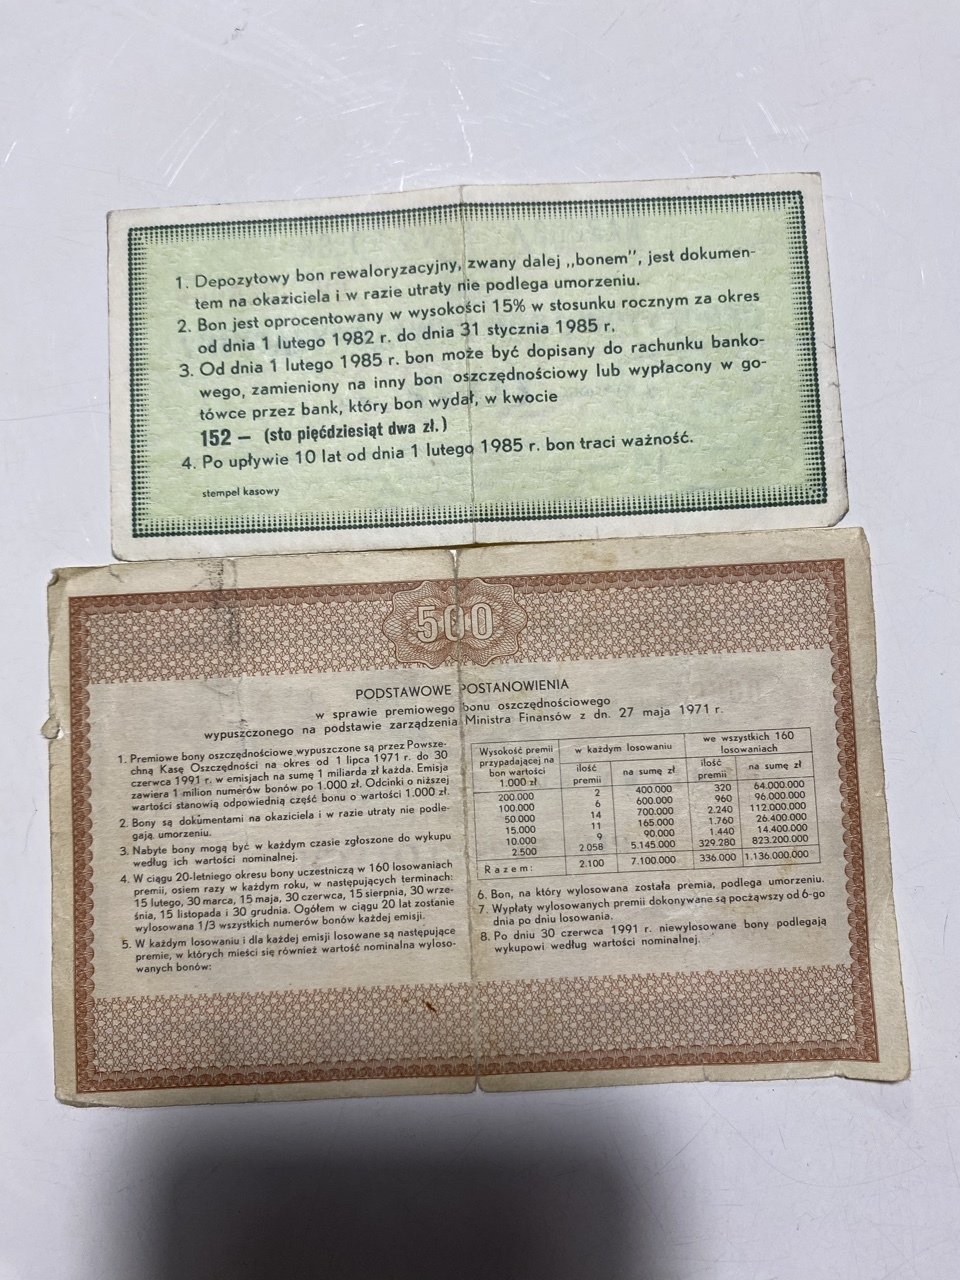 1. Depozytowy bon rewaloryzacyjny, zwany dalej „bonem”, jest dokumen-
tem na okaziciela i w razie utraty nie podlega umorzeniu.
2. Bon jest oprocentowany w wysokości 15% w stosunku rocznym za okres
od dnia 1 lutego 1982 r. do dnia 31 stycznia 1985 r.
3. Od dnia 1 lutego 1985 r. bon może być dopisany do rachunku banko-
wego, zamieniony na inny bon oszczędnościowy lub wypłacony w go-
tówce przez bank, który bon wydał, w kwocie
152 — (sto pięćdziesiąt dwa zł.)
4. Po upływie 10 lat od dnia 1 lutego 1985 r. bon traci ważność.
stempel kasowy
500
PODSTAWOWE POSTANOWIENIA
w sprawie premiowego bonu oszczędnościowego
wypuszczonego na podstawie zarządzenia Ministra Finansów z dn. 27 maja 1971 r.
1. Premiowe bony oszczędnościowe wypuszczone są przez Powsze-
chną Kasę Oszczędności na okres od 1 lipca 1971 r. do 30
czerwca 1991 r. w emisjach na sumę 1 miliarda zł każda. Emisja
zawiera 1 milion numerów bonów po 1.000 zł. Odcinki o niższej
wartości stanowią odpowiednią część bonu o wartości 1.000 zł.
2. Bony są dokumentami na okaziciela i w razie utraty nie podle-
gają umorzeniu.
3. Nabyte bony mogą być w każdym czasie zgłoszone do wykupu
według ich wartości nominalnej.
4. W ciągu 20-letniego okresu bony uczestniczą w 160 losowaniach
premii, osiem razy w każdym roku, w następujących terminach:
15 lutego, 30 marca, 15 maja, 30 czerwca, 15 sierpnia, 30 wrze-
śnia, 15 listopada i 30 grudnia. Ogółem w ciągu 20 lat zostanie
wylosowana 1/3 wszystkich numerów bonów każdej emisji.
5. W każdym losowaniu i dla każdej emisji losowane są następujące
premie, w których mieści się również wartość nominalna wyloso-
wanych bonów:
Wysokość premii przypadającej na bon wartości 1.000 zł | w każdym losowaniu | we wszystkich 160 losowaniach
ilość premii | na sumę zł | ilość premii | na sumę zł
200.000 2 400.000 320 64.000.000
100.000 6 600.000 960 96.000.000
50.000 14 700.000 2.240 112.000.000
15.000 11 165.000 1.760 26.400.000
10.000 9 90.000 1.440 14.400.000
2.500 2.058 5.145.000 329.280 823.200.000
Razem: 2.100 7.100.000 336.000 1.136.000.000
6. Bon, na który wylosowana została premia, podlega umorzeniu.
7. Wypłaty wylosowanych premii dokonywane są począwszy od 6-go
dnia po dniu losowania.
8. Po dniu 30 czerwca 1991 r. niewylosowane bony podlegają
wykupowi według wartości nominalnej.